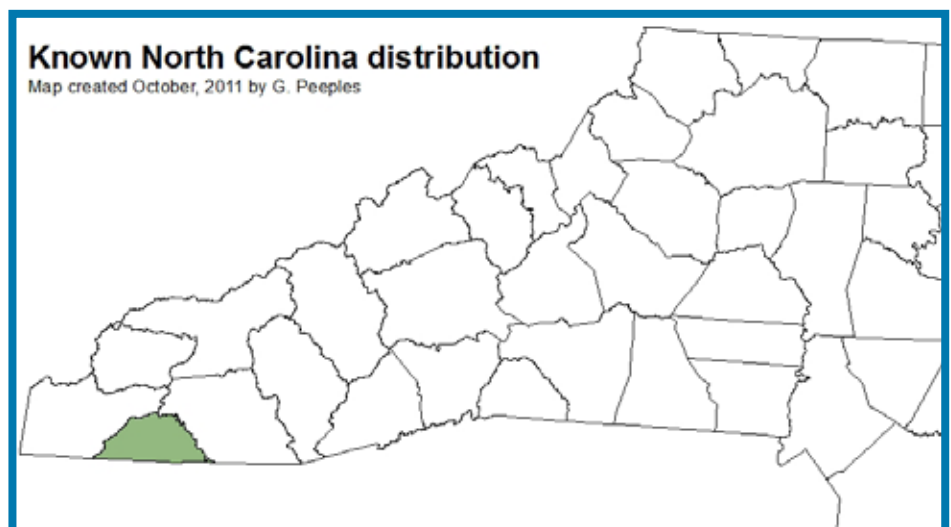 Known North Carolina distribution
Map created October, 2011 by G. Peeples